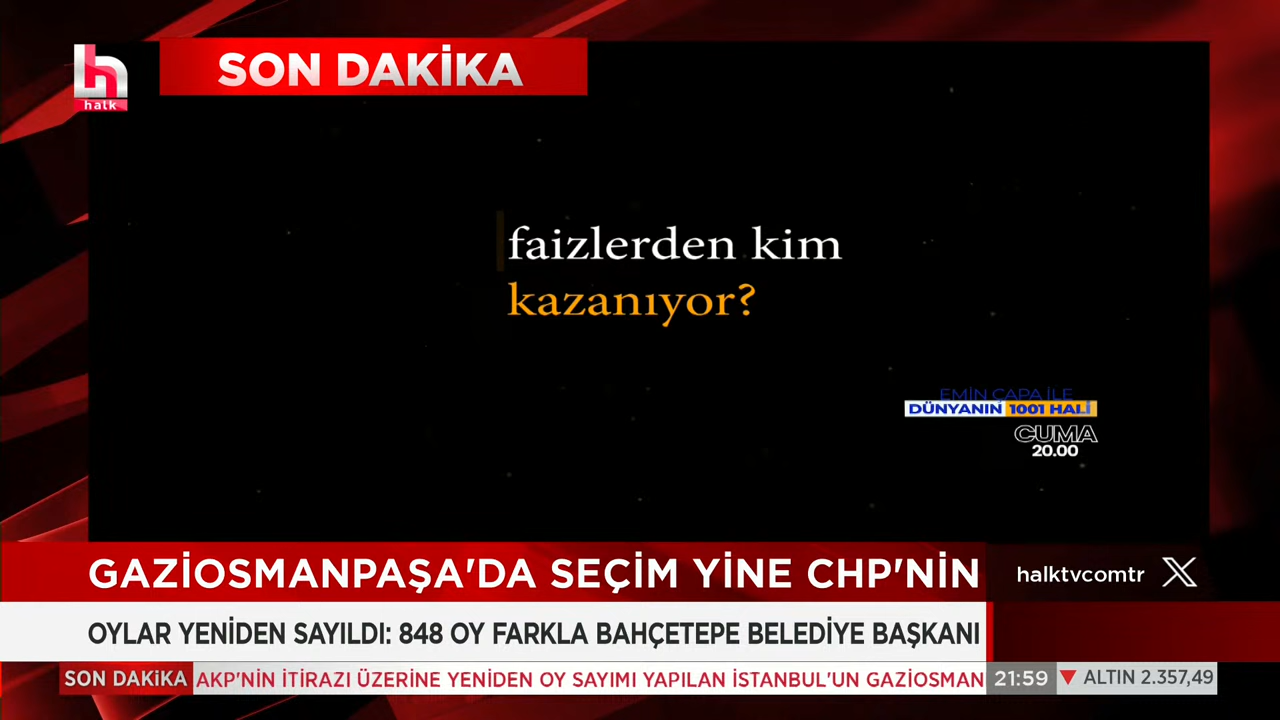 SON DAKİKA
halk
faizlerden kim
kazanıyor?
EMİN ÇAPA İLE
DÜNYANIN 1001 HALİ
CUMA
20.00
GAZİOSMANPAŞA'DA SEÇİM YİNE CHP'NİN
halktvcomtr
OYLAR YENİDEN SAYILDI: 848 OY FARKLA BAHÇETEPE BELEDİYE BAŞKANI
SON DAKİKA AKP'NİN İTİRAZI ÜZERİNE YENİDEN OY SAYIMI YAPILAN İSTANBUL'UN GAZİOSMAN 21:59 ALTIN 2.357,49